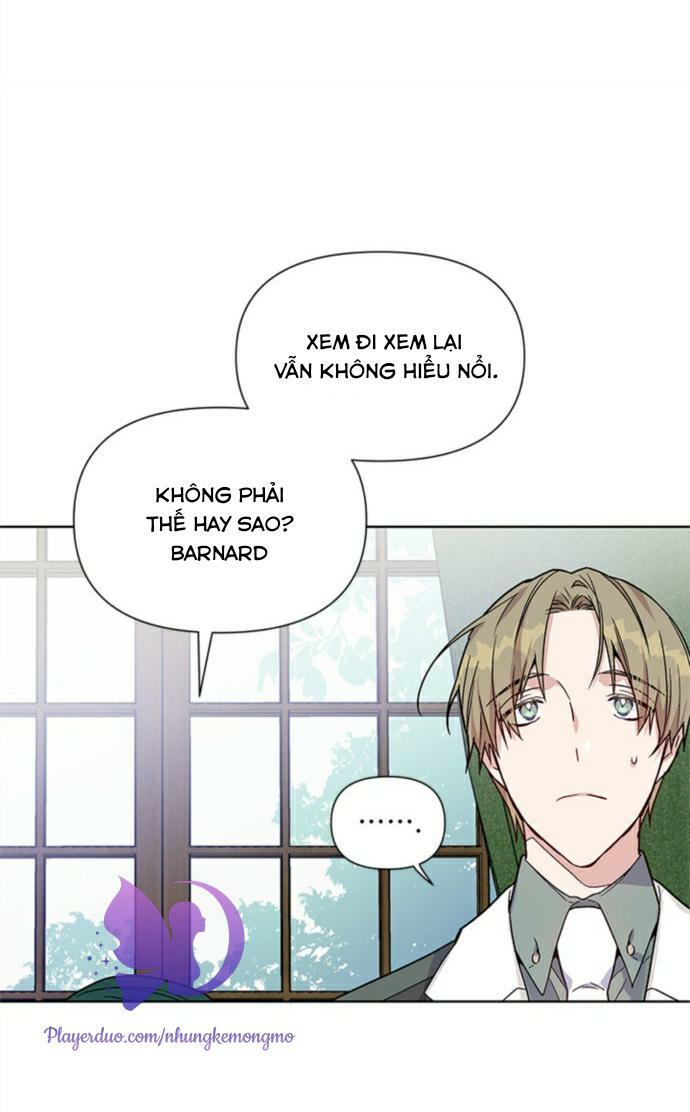 XEM ĐI XEM LẠI
VẪN KHÔNG HIỂU NỔI.
KHÔNG PHẢI
THẾ HAY SAO?
BARNARD
.......
Playerduo.com/nhungkemongmo